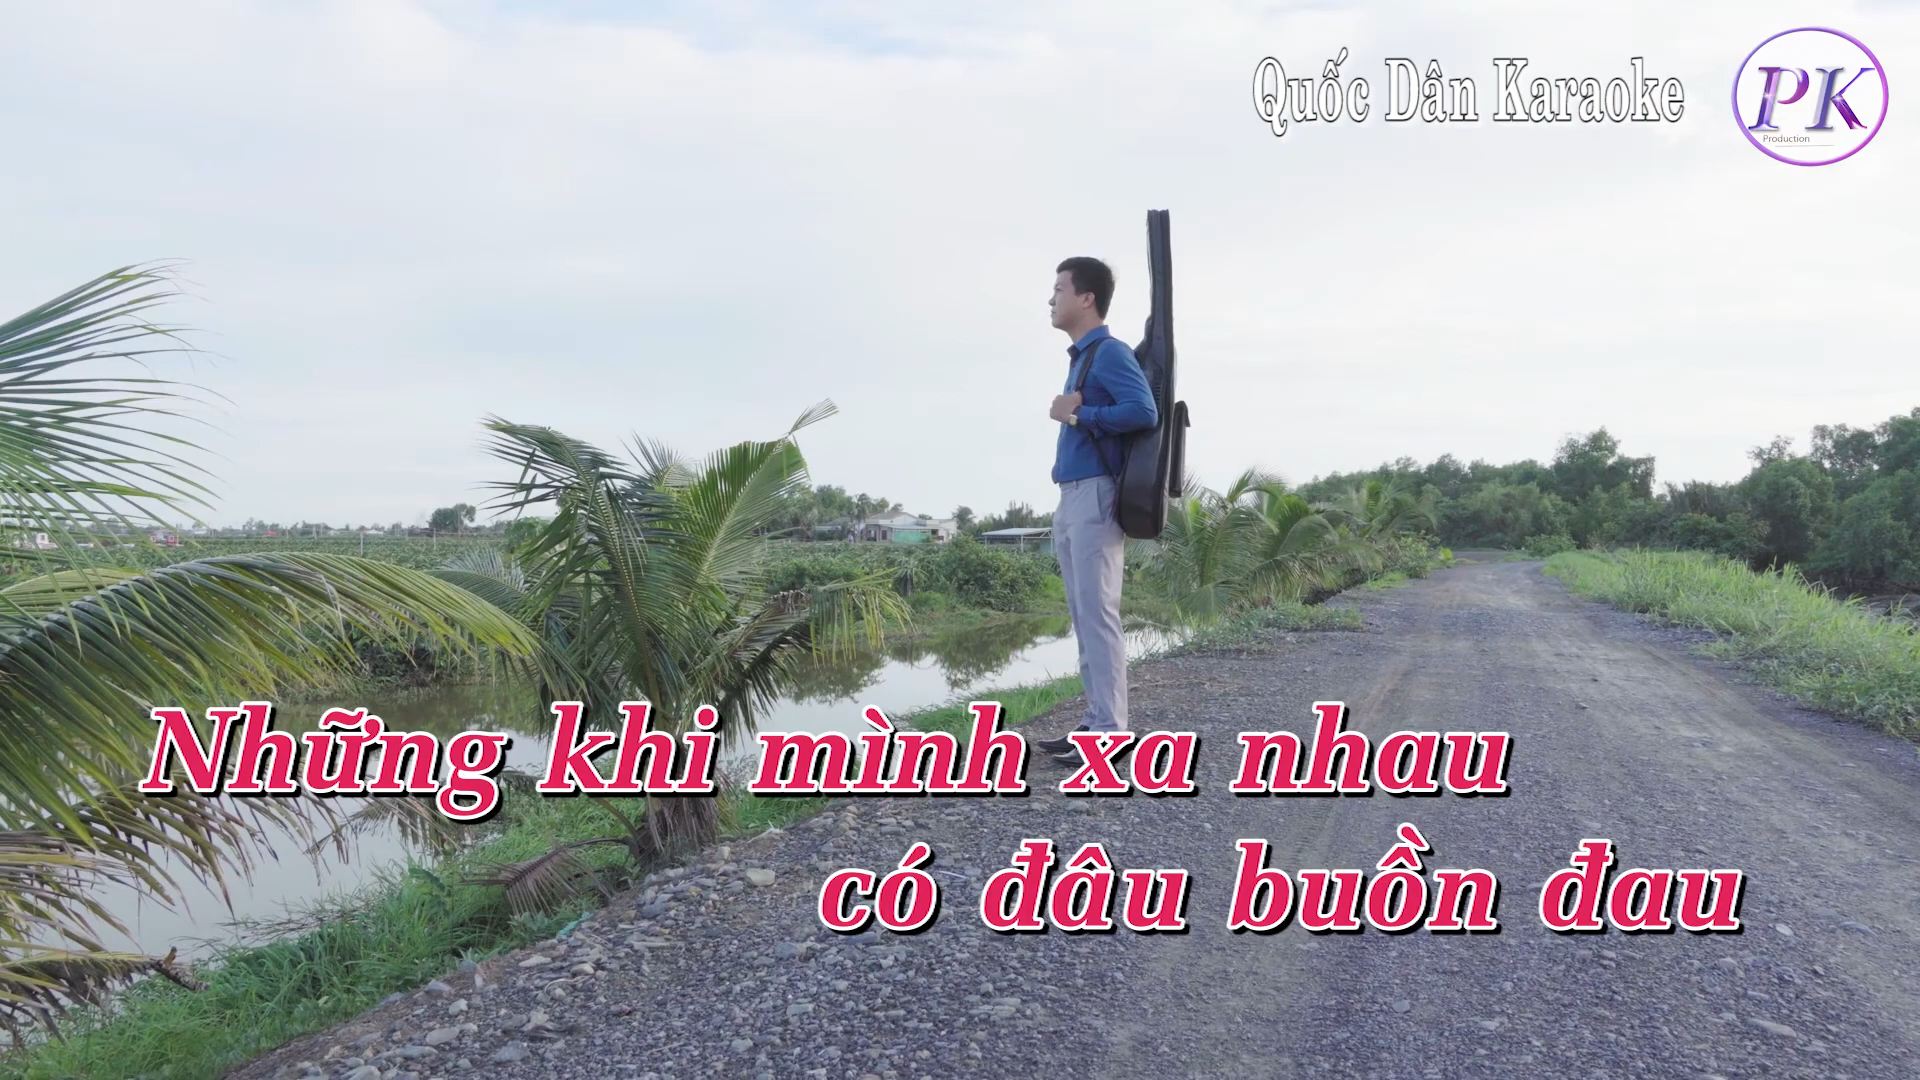 Quốc Dân Karaoke
PK
Production
Những khi mình xa nhau
có đâu buồn đau